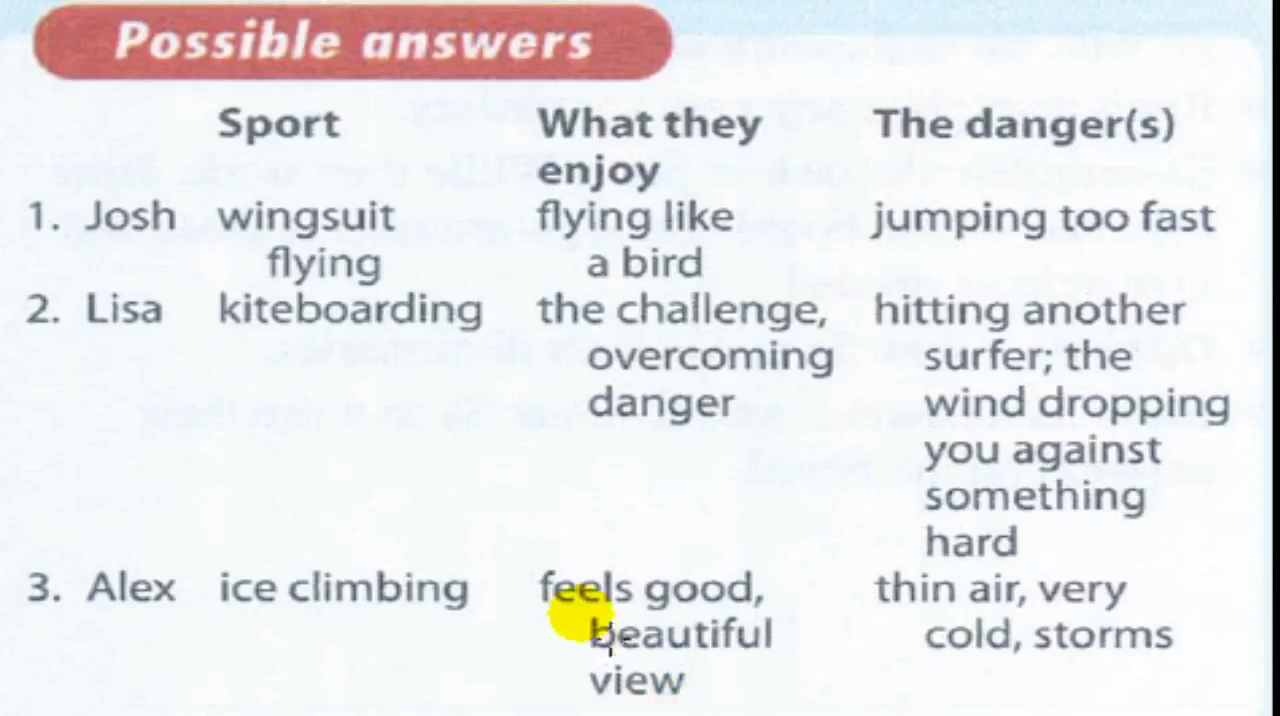 Possible answers
Sport What they The danger(s)
enjoy
1. Josh wingsuit flying like jumping too fast
flying a bird
2. Lisa kiteboarding the challenge, hitting another
overcoming surfer; the
danger wind dropping
you against
something
hard
3. Alex ice climbing feels good, thin air, very
beautiful cold, storms
view